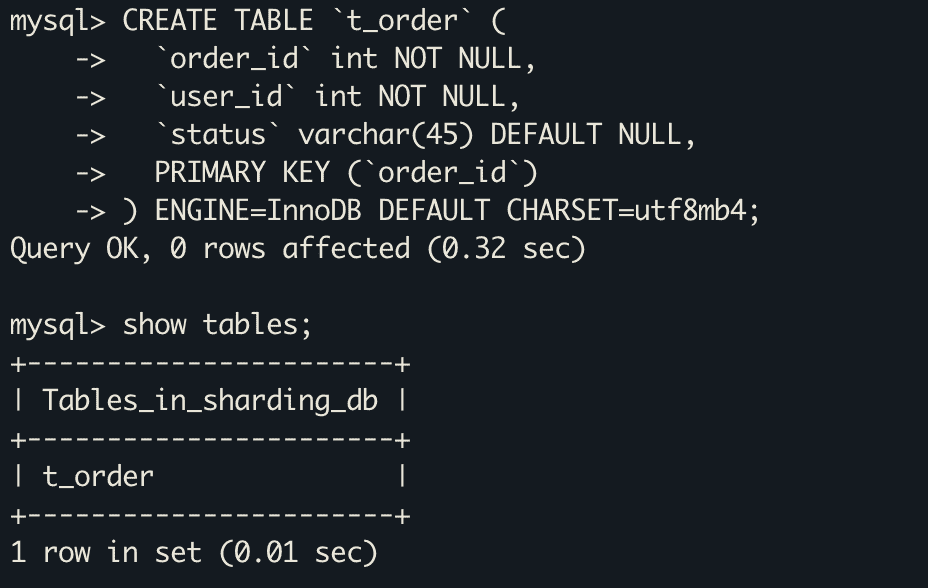 mysql> CREATE TABLE `t_order` (
    ->   `order_id` int NOT NULL,
    ->   `user_id` int NOT NULL,
    ->   `status` varchar(45) DEFAULT NULL,
    ->   PRIMARY KEY (`order_id`)
    -> ) ENGINE=InnoDB DEFAULT CHARSET=utf8mb4;
Query OK, 0 rows affected (0.32 sec)

mysql> show tables;
+-----------------------+
| Tables_in_sharding_db |
+-----------------------+
| t_order               |
+-----------------------+
1 row in set (0.01 sec)